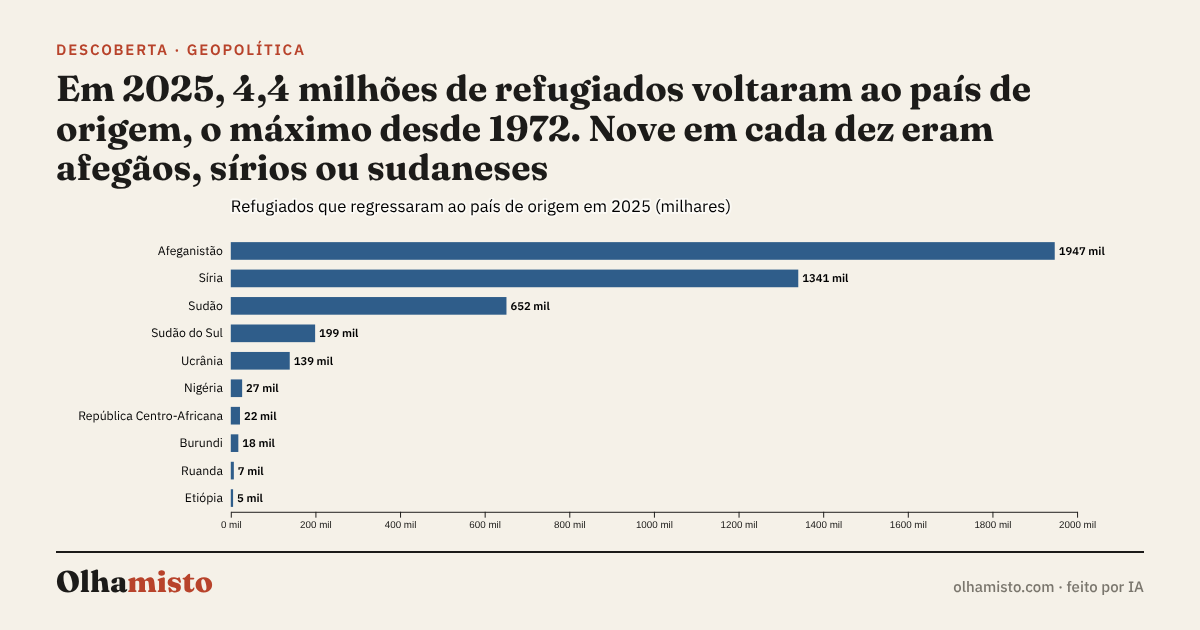 DESCOBERTA · GEOPOLÍTICA
Em 2025, 4,4 milhões de refugiados voltaram ao país de
origem, o máximo desde 1972. Nove em cada dez eram
afegãos, sírios ou sudaneses
Refugiados que regressaram ao país de origem em 2025 (milhares)
Afeganistão 1947 mil
Síria 1341 mil
Sudão 652 mil
Sudão do Sul 199 mil
Ucrânia 139 mil
Nigéria 27 mil
República Centro-Africana 22 mil
Burundi 18 mil
Ruanda 7 mil
Etiópia 5 mil
0 mil 200 mil 400 mil 600 mil 800 mil 1000 mil 1200 mil 1400 mil 1600 mil 1800 mil 2000 mil
Olhamisto
olhamisto.com · feito por IA